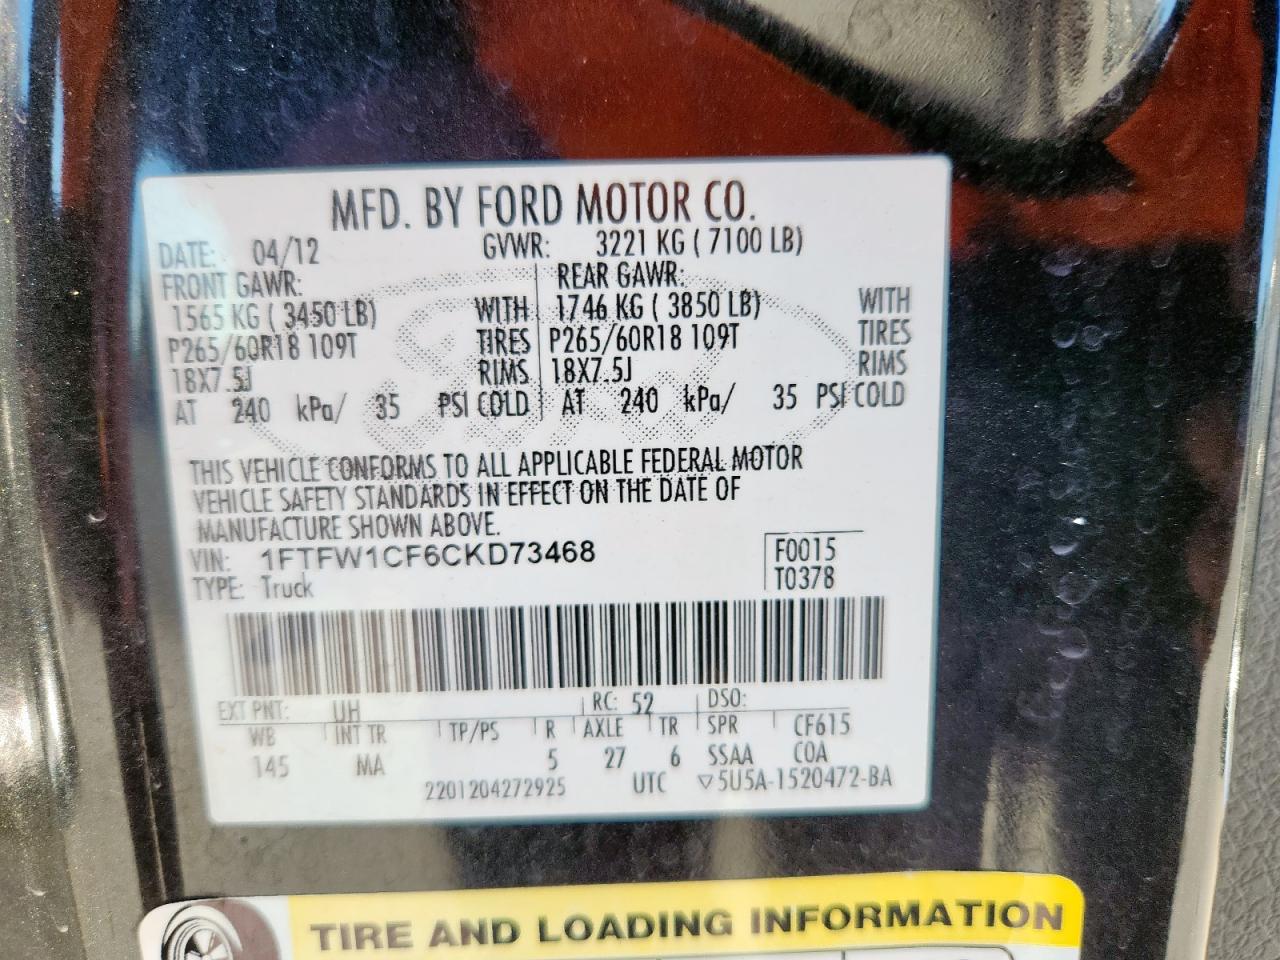 MFD. BY FORD MOTOR CO.
DATE: 04/12 GVWR: 3221 KG ( 7100 LB)
FRONT GAWR: REAR GAWR:
1565 KG ( 3450 LB) WITH 1746 KG ( 3850 LB) WITH
P265/60R18 109T TIRES P265/60R18 109T TIRES
18X7.5J RIMS 18X7.5J RIMS
AT 240 kPa/ 35 PSI COLD AT 240 kPa/ 35 PSI COLD
THIS VEHICLE CONFORMS TO ALL APPLICABLE FEDERAL MOTOR
VEHICLE SAFETY STANDARDS IN EFFECT ON THE DATE OF
MANUFACTURE SHOWN ABOVE.
VIN: 1FTFW1CF6CKD73468 F0015
TYPE: Truck T0378
EXT PNT: UH RC: 52 DSO:
WB INT TR TP/PS R AXLE TR SPR CF615
145 MA 5 27 6 SSAA COA
2201204272925 UTC ▽5U5A-1520472-BA
TIRE AND LOADING INFORMATION